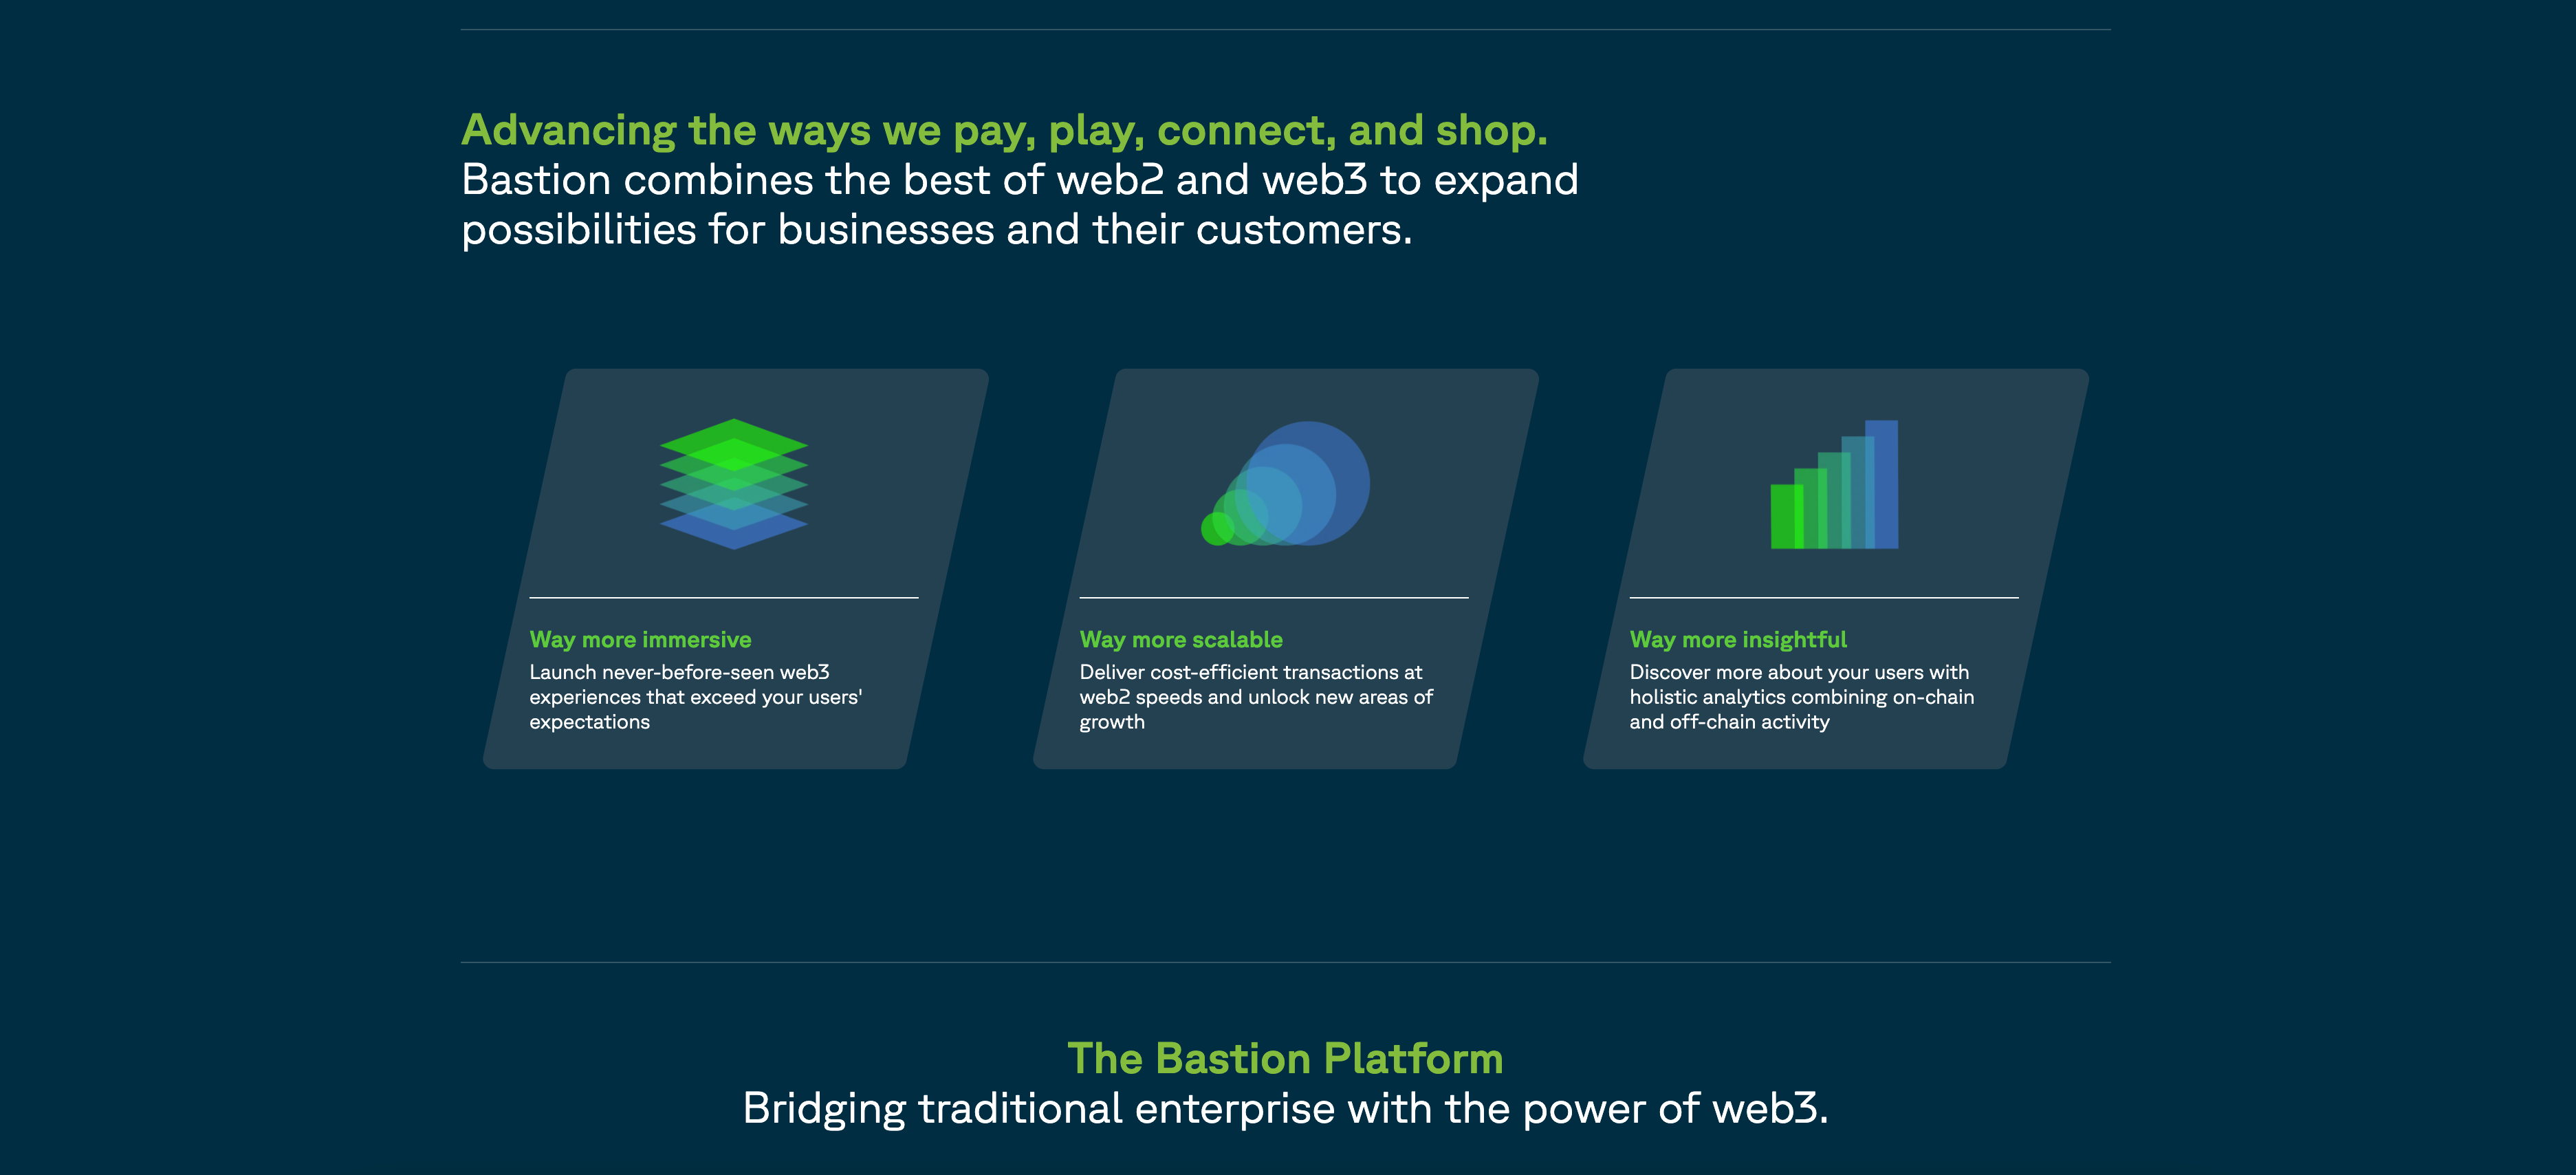 Advancing the ways we pay, play, connect, and shop.
Bastion combines the best of web2 and web3 to expand
possibilities for businesses and their customers.
Way more immersive
Launch never-before-seen web3
experiences that exceed your users'
expectations
Way more scalable
Deliver cost-efficient transactions at
web2 speeds and unlock new areas of
growth
Way more insightful
Discover more about your users with
holistic analytics combining on-chain
and off-chain activity
The Bastion Platform
Bridging traditional enterprise with the power of web3.